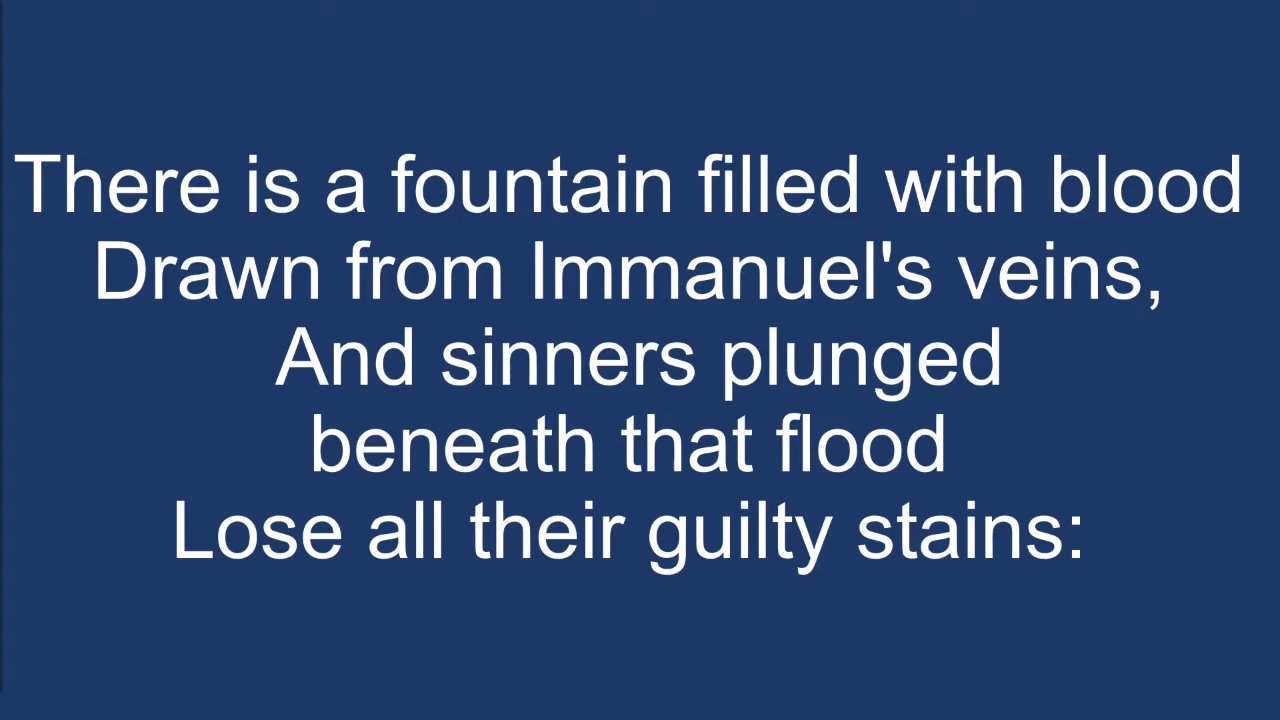 There is a fountain filled with blood
Drawn from Immanuel's veins,
And sinners plunged
beneath that flood
Lose all their guilty stains: